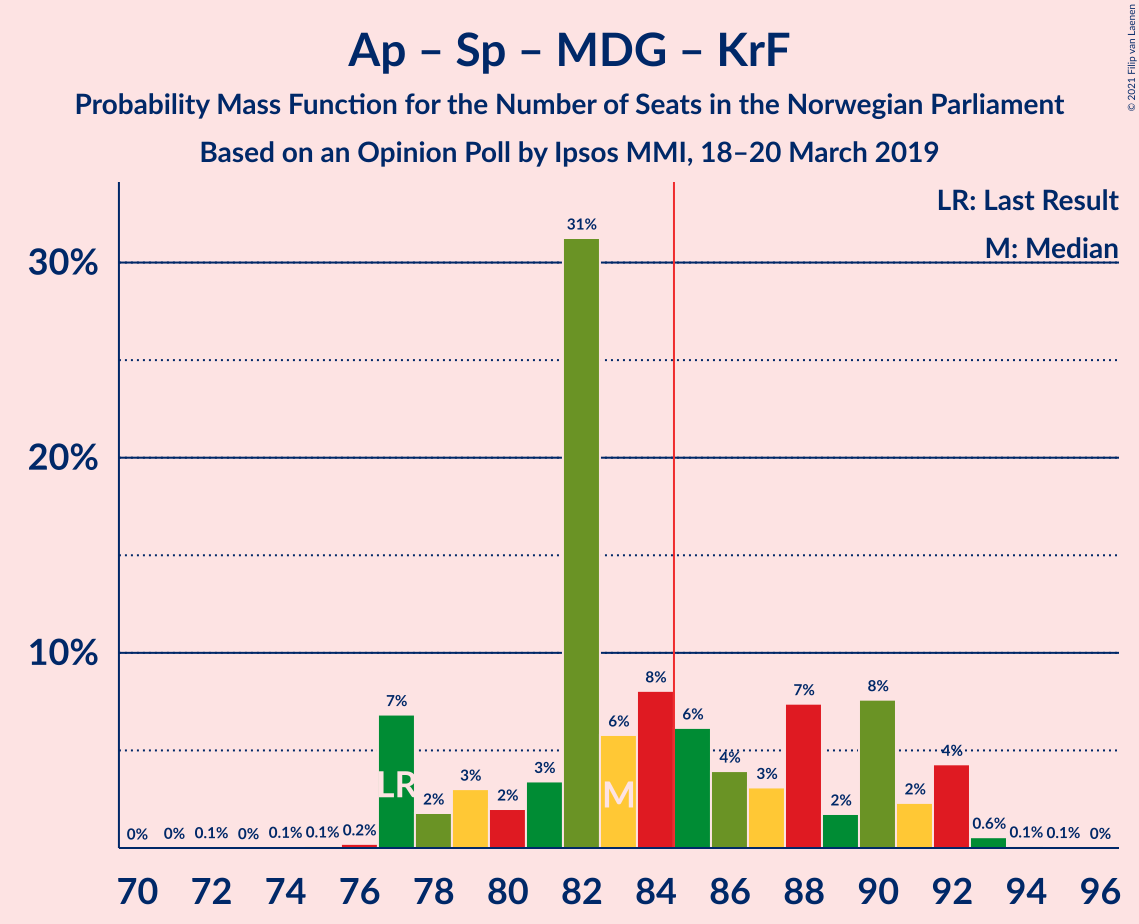 Ap – Sp – MDG – KrF
Probability Mass Function for the Number of Seats in the Norwegian Parliament
Based on an Opinion Poll by Ipsos MMI, 18–20 March 2019
© 2021 Filip van Laenen
LR: Last Result
M: Median
30%
20%
10%
0% 0% 0.1% 0% 0.1% 0.1% 0.2% 7% 2% 3% 2% 3% 31% 6% 8% 6% 4% 3% 7% 2% 8% 2% 4% 0.6% 0.1% 0.1% 0%
LR M
70 72 74 76 78 80 82 84 86 88 90 92 94 96